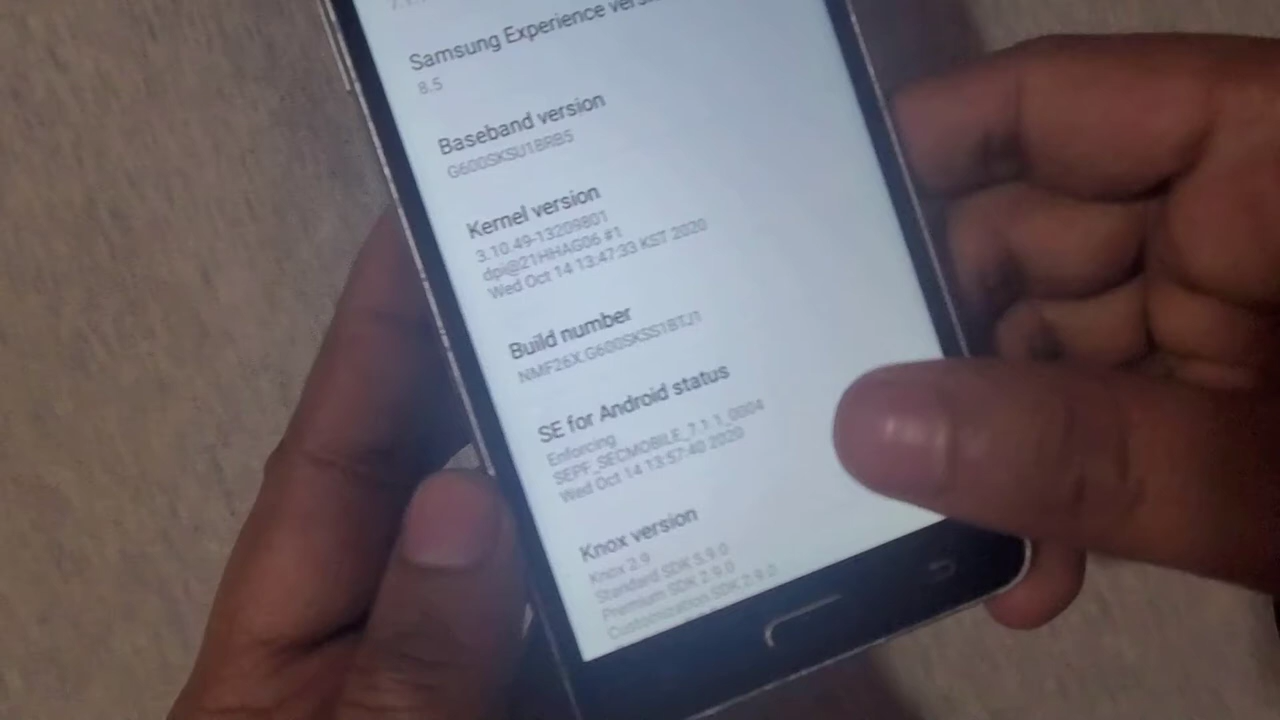 Samsung Experience
8.5
Baseband version
G600SKSU1BRB5
Kernel version
3.10.49-13209801
dpi@21HHAG06 #1
Wed Oct 14 13:47:33 KST 2020
Build number
NMF26X.G600SKSS1BTJ1
SE for Android status
Enforcing
SEPF_SECMOBILE_7.1.1_0004
Wed Oct 14 13:57:40 2020
Knox version
Knox 2.9
Standard SDK 5.9.0
Premium SDK 2.9.0
Customization SDK 2.9.0